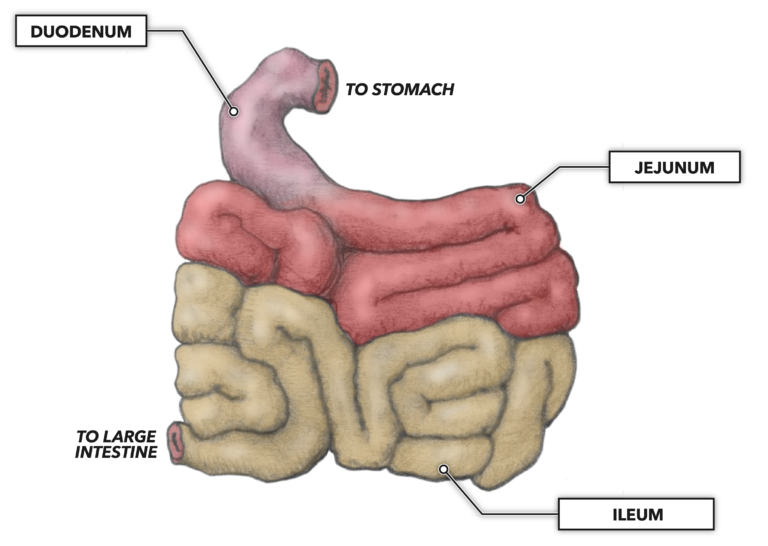 DUODENUM
TO STOMACH
JEJUNUM
TO LARGE
INTESTINE
ILEUM